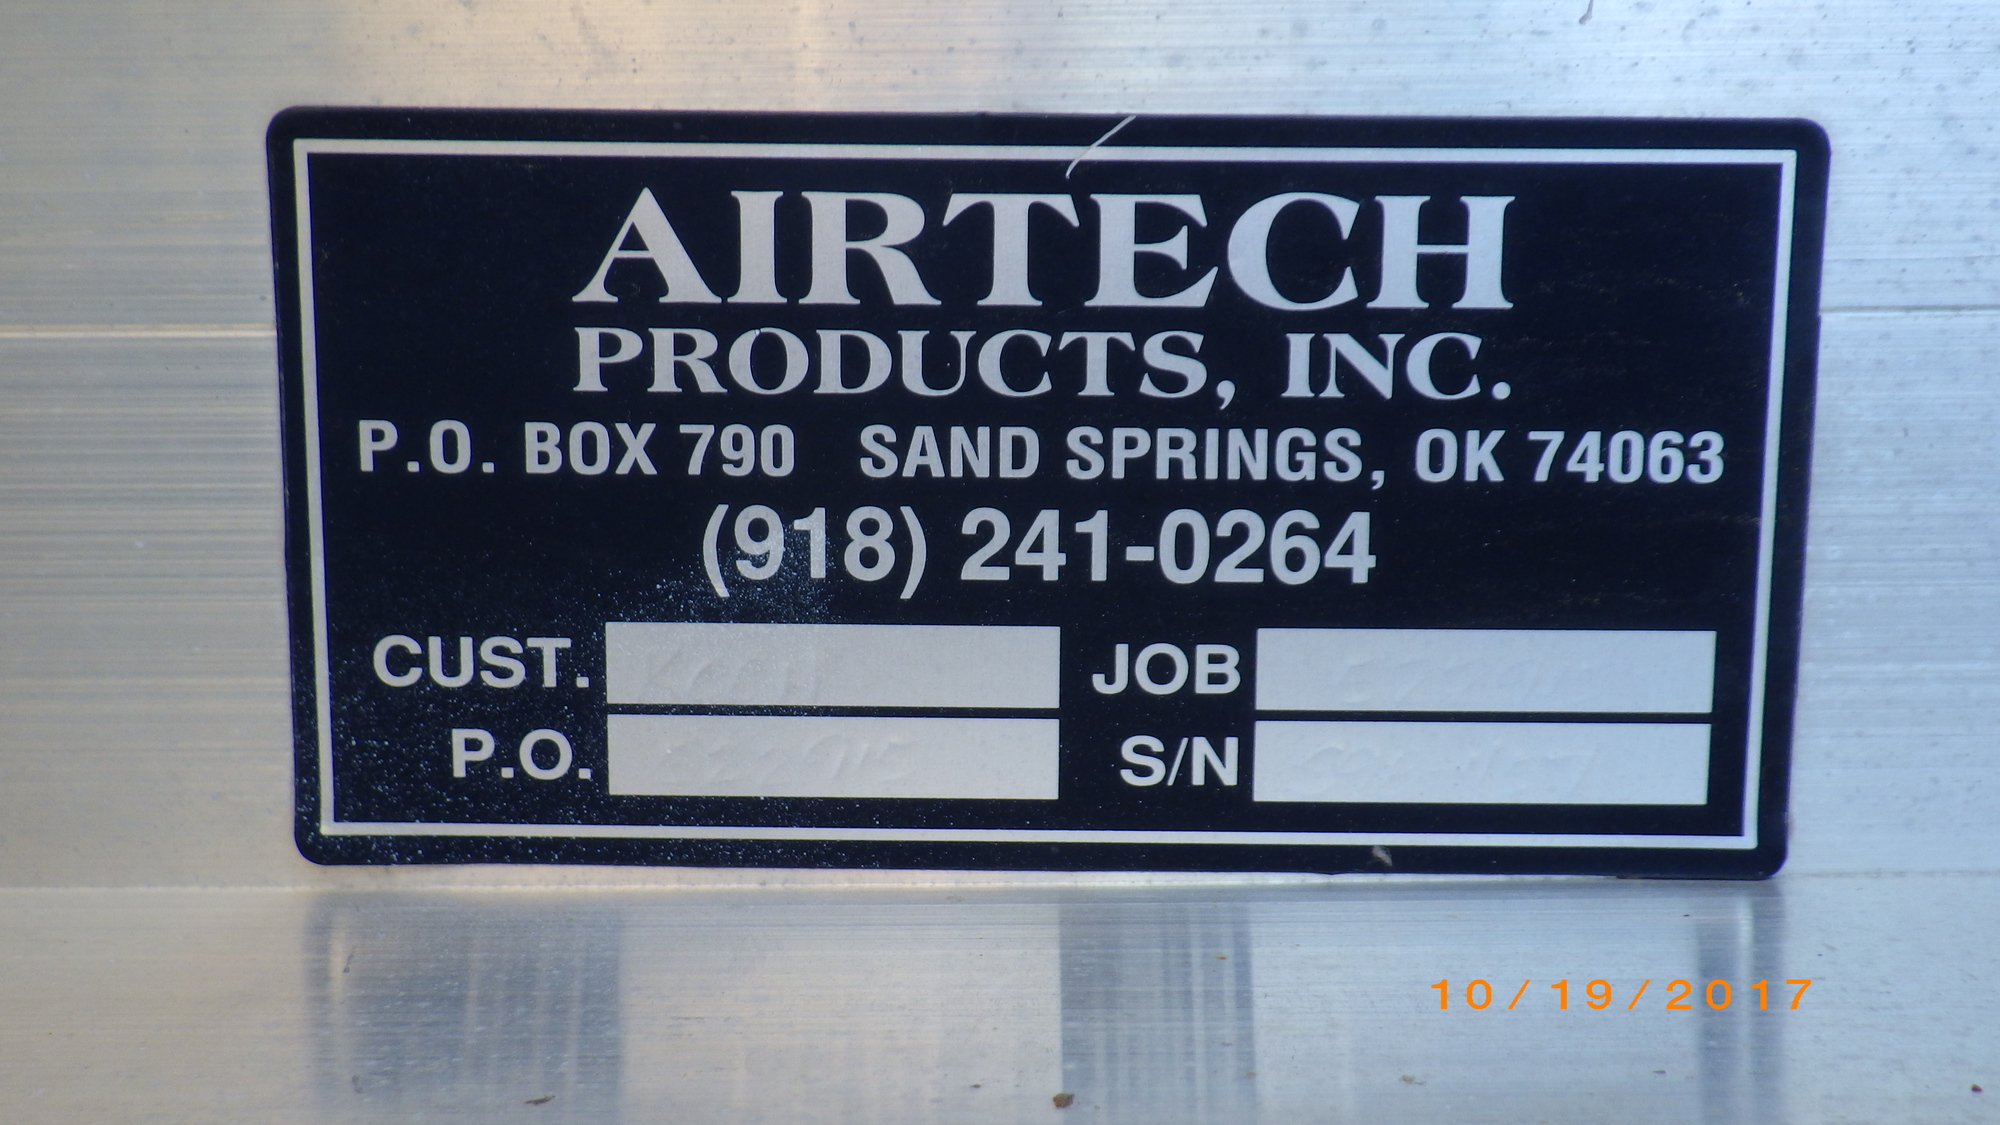 AIRTECH
PRODUCTS, INC.
P.O. BOX 790 SAND SPRINGS, OK 74063
(918) 241-0264
CUST. JOB
P.O. S/N
10/19/2017